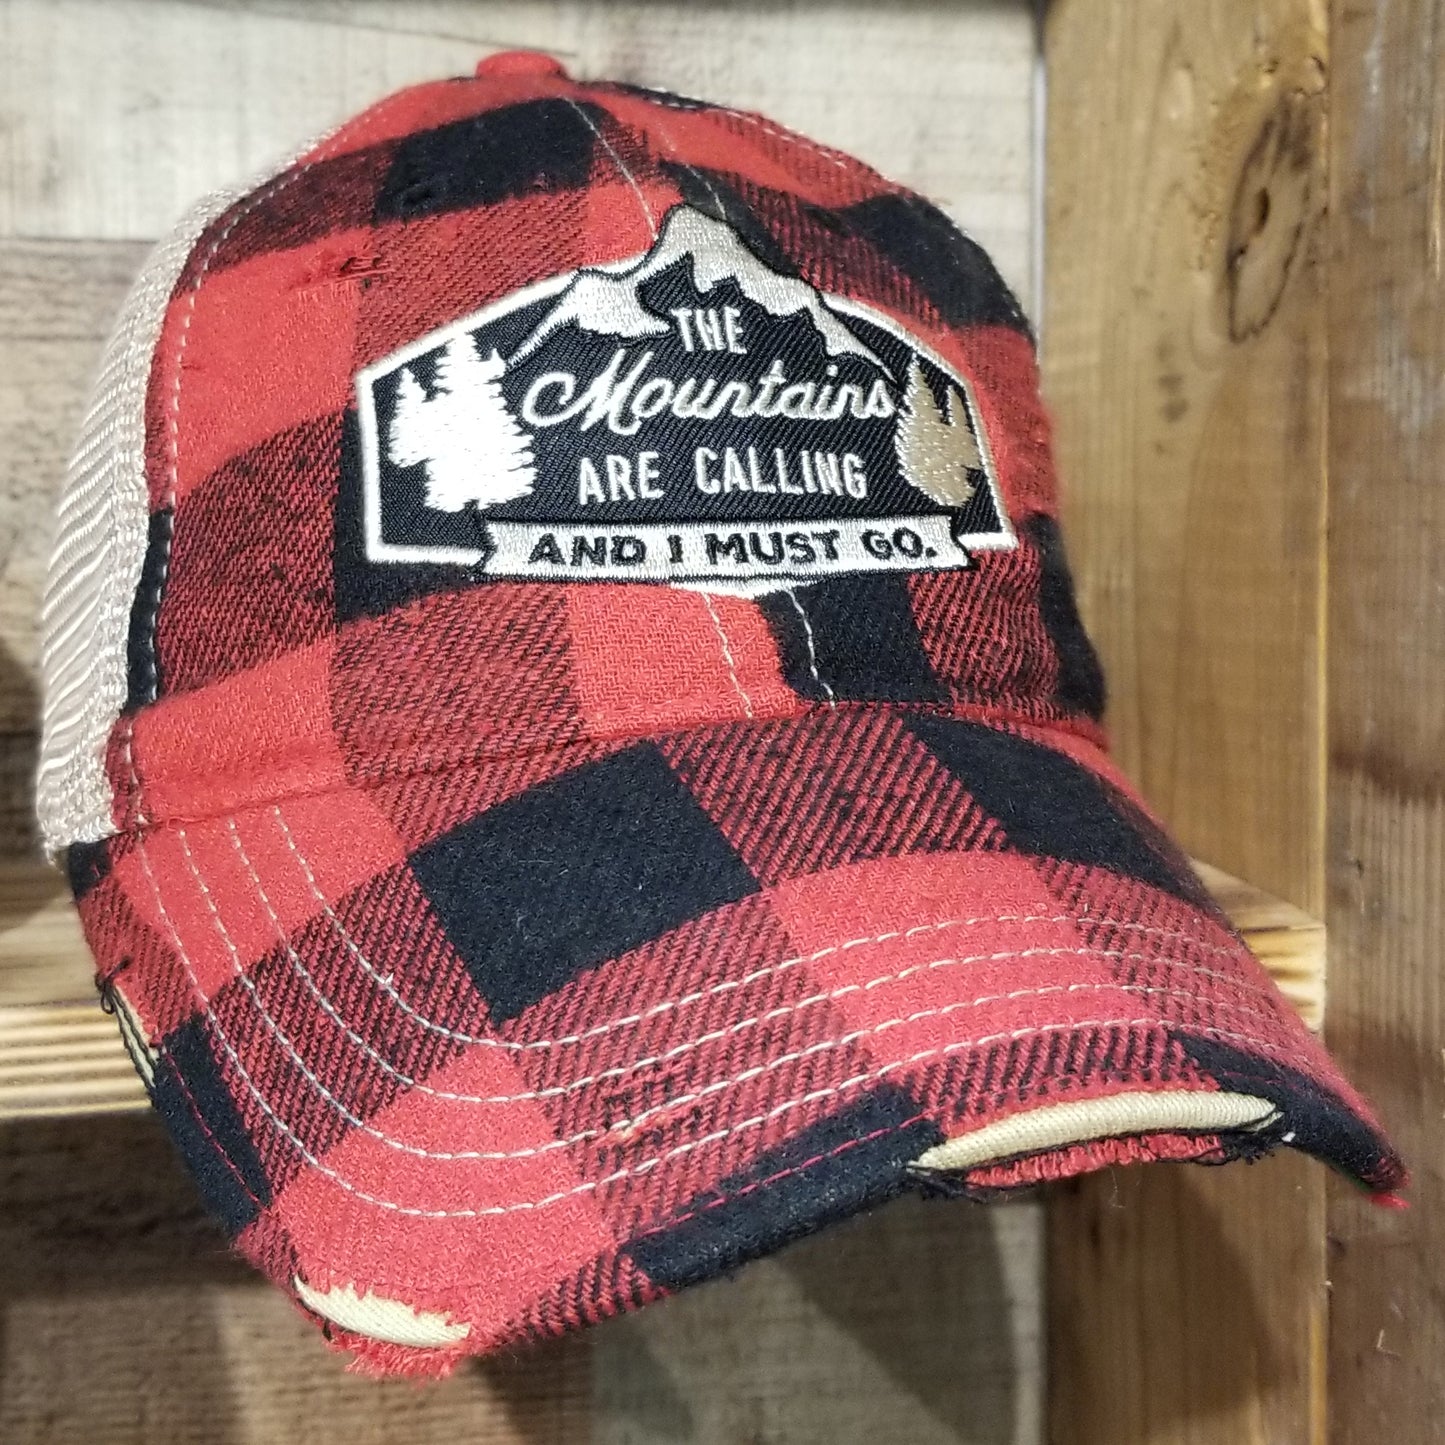 THE
Mountains
ARE CALLING
AND I MUST GO.